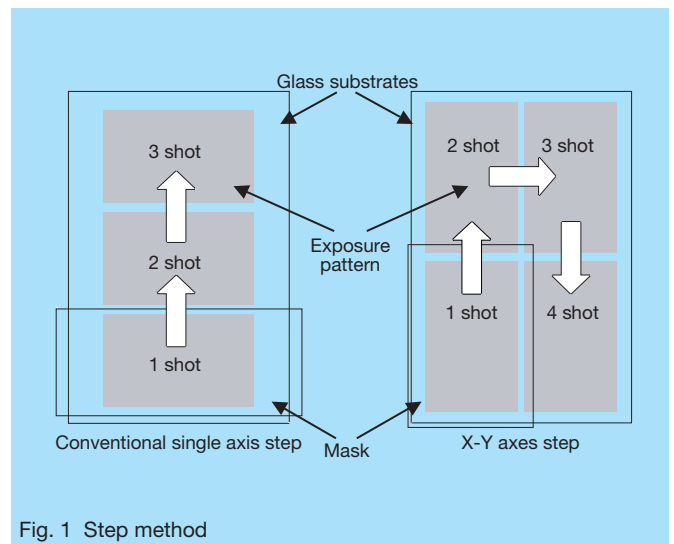 Glass substrates
3 shot
2 shot
1 shot
2 shot
3 shot
Exposure
pattern
1 shot
4 shot
Conventional single axis step
Mask
X-Y axes step
Fig. 1 Step method